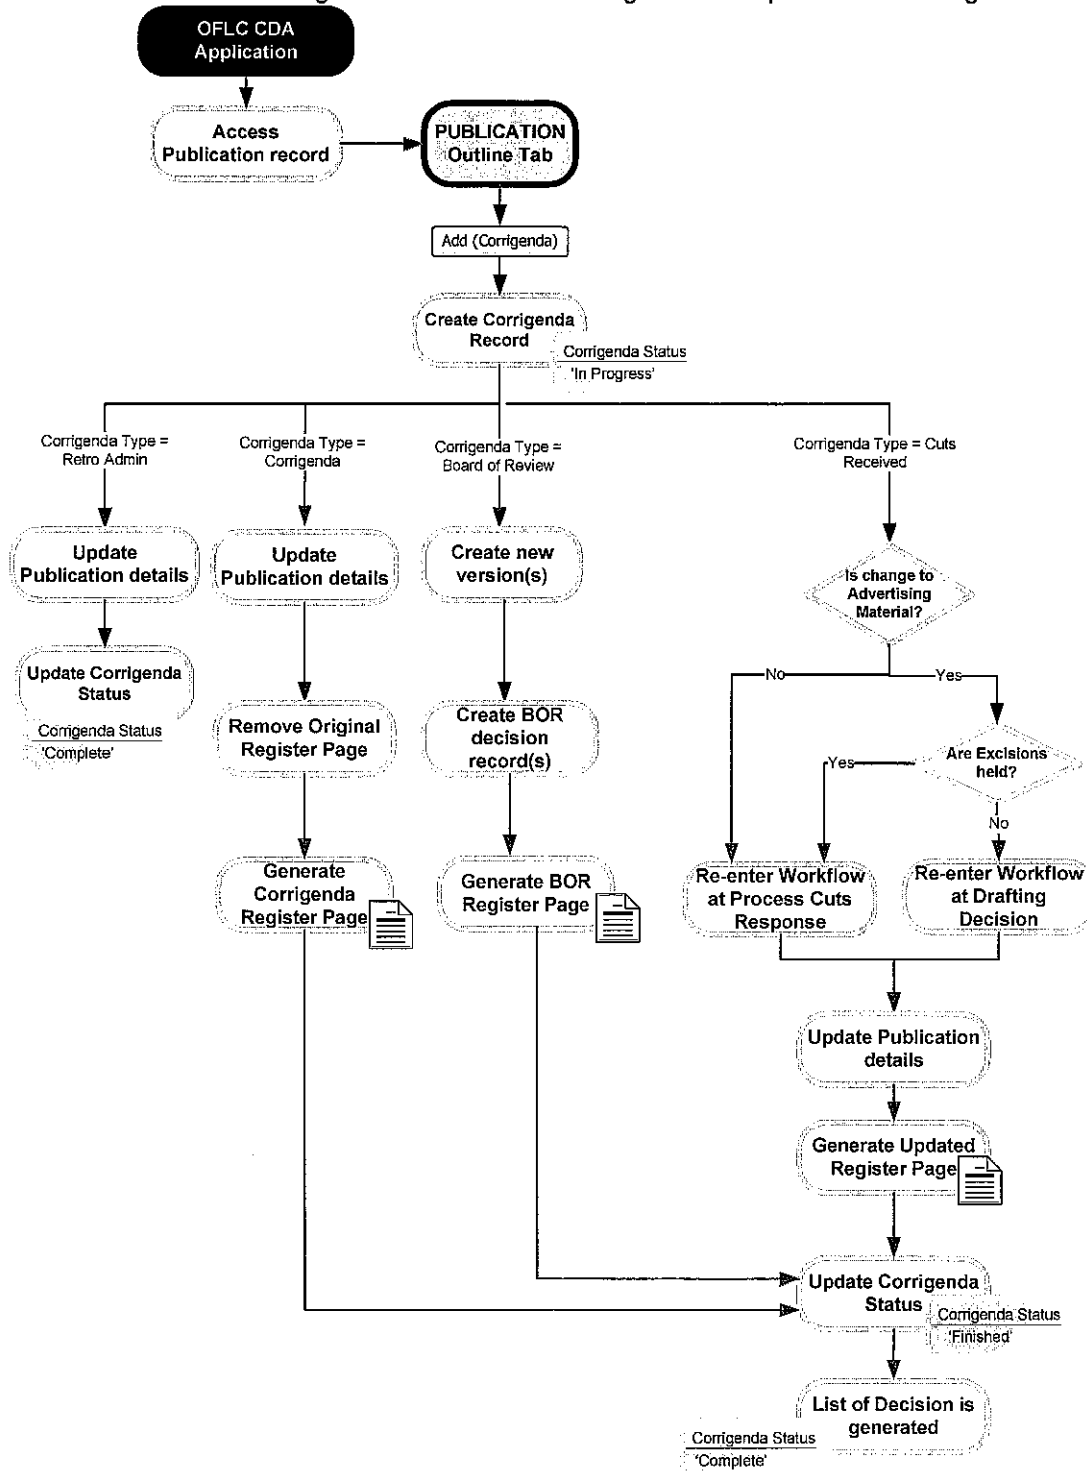 OFLC CDA
Application
Access
Publication record
PUBLICATION
Outline Tab
Add (Corrigenda)
Create Corrigenda
Record
Corrigenda Status
'In Progress'
Corrigenda Type =
Retro Admin
Corrigenda Type =
Corrigenda
Corrigenda Type =
Board of Review
Corrigenda Type = Cuts
Received
Update
Publication details
Update
Publication details
Create new
version(s)
Is change to
Advertising
Material?
Update Corrigenda
Status
Corrigenda Status
'Complete'
No
Yes
Remove Original
Register Page
Create BOR
decision
record(s)
Are Excisions
held?
Yes
No
Generate
Corrigenda
Register Page
Generate BOR
Register Page
Re-enter Workflow
at Process Cuts
Response
Re-enter Workflow
at Drafting
Decision
Update Publication
details
Generate Updated
Register Page
Update Corrigenda
Status
Corrigenda Status
'Finished'
List of Decision is
generated
Corrigenda Status
'Complete'